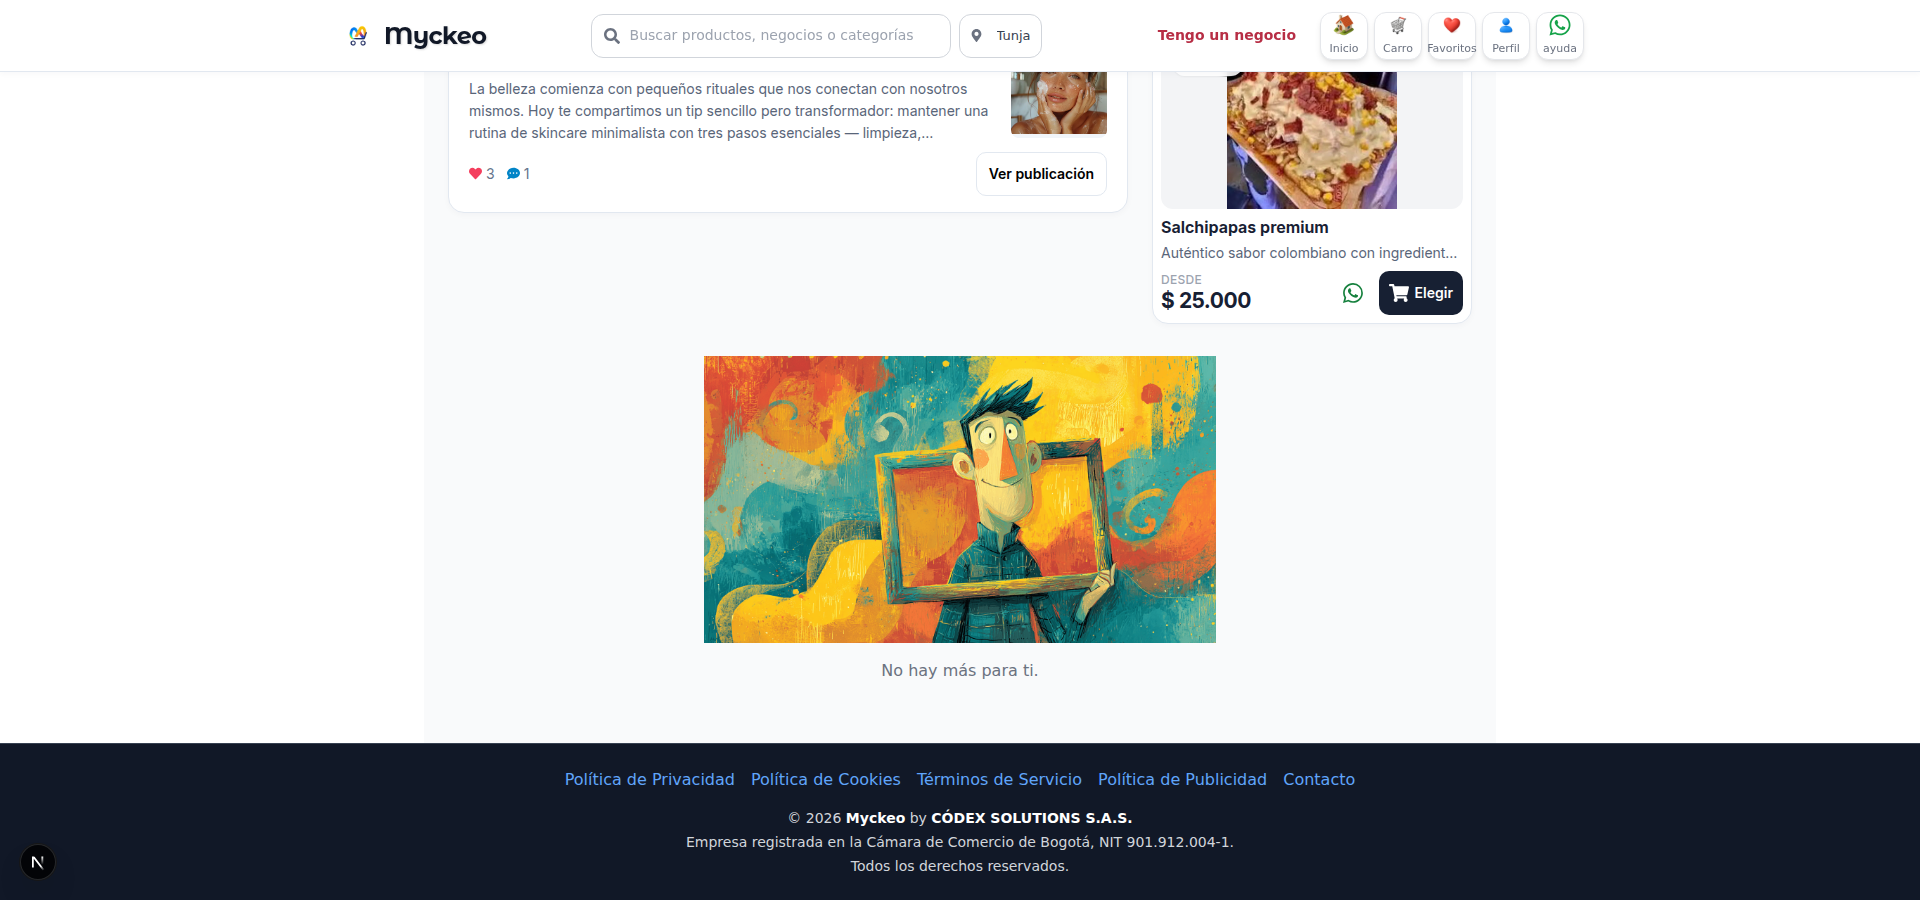 Myckeo
Buscar productos, negocios o categorías
Tunja
Tengo un negocio
Inicio
Carro
Favoritos
Perfil
ayuda
La belleza comienza con pequeños rituales que nos conectan con nosotros
mismos. Hoy te compartimos un tip sencillo pero transformador: mantener una
rutina de skincare minimalista con tres pasos esenciales — limpieza,...
3
1
Ver publicación
Salchipapas premium
Auténtico sabor colombiano con ingredient...
DESDE
$ 25.000
Elegir
No hay más para ti.
Política de Privacidad
Política de Cookies
Términos de Servicio
Política de Publicidad
Contacto
© 2026 Myckeo by CÓDEX SOLUTIONS S.A.S.
Empresa registrada en la Cámara de Comercio de Bogotá, NIT 901.912.004-1.
Todos los derechos reservados.
N